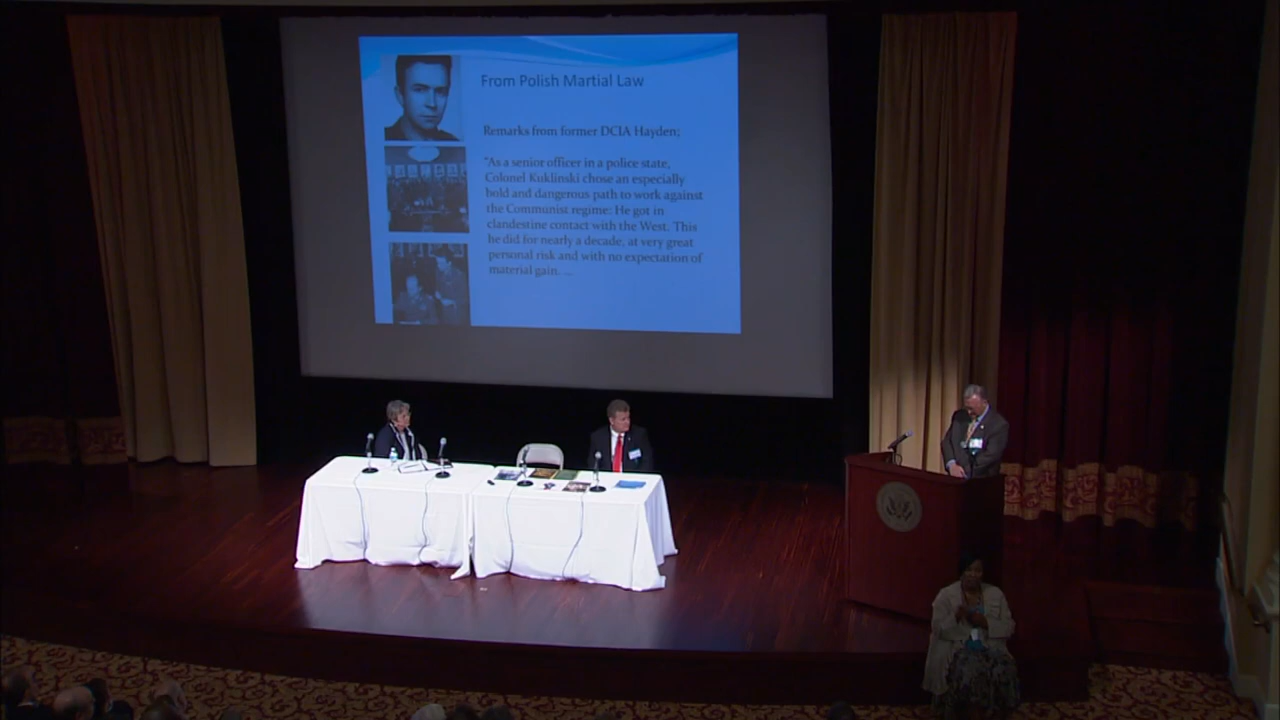 From Polish Martial Law
Remarks from former DCIA Hayden;
"As a senior officer in a police state,
Colonel Kuklinski chose an especially
bold and dangerous path to work against
the Communist regime: He got in
clandestine contact with the West. This
he did for nearly a decade, at very great
personal risk and with no expectation of
material gain. ...